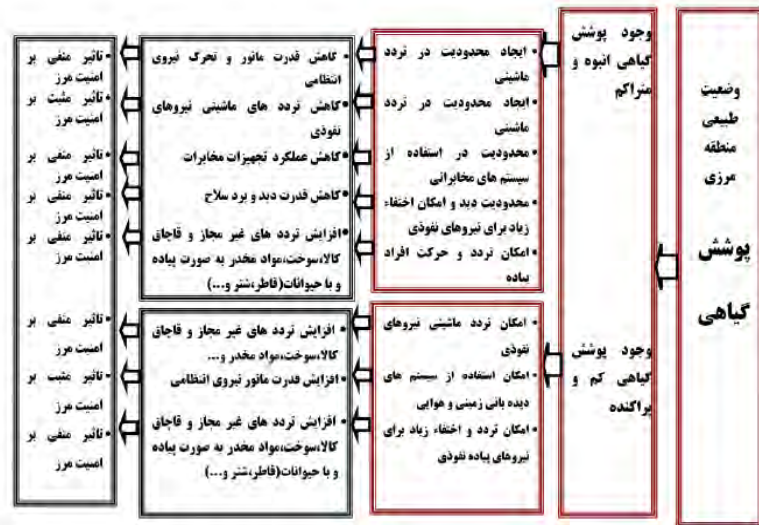 وضعیت
طبیعی
منطقه
مرزی
پوشش
گیاهی
وجود پوشش
گیاهی انبوه و
متراکم
• ایجاد محدودیت در تردد
ماشینی
• ایجاد محدودیت در تردد
ماشینی
• محدودیت در استفاده از
سیستم های مخابراتی
• محدودیت دید و امکان اختفاء
زیاد برای نیروهای نفوذی
• امکان تردد و حرکت افراد
پیاده
• کاهش قدرت مانور و تحرک نیروی
انتظامی
• کاهش تردد های ماشینی نیروهای
نفوذی
• کاهش عملکرد تجهیزات مخابرات
• کاهش قدرت دید و برد سلاح
• افزایش تردد های غیر مجاز و قاچاق
کالا،سوخت،مواد مخدر به صورت پیاده
و با حیوانات(قاطر،شتر و...)
• تاثیر منفی بر
امنیت مرز
• تاثیر مثبت بر
امنیت مرز
• تاثیر منفی بر
امنیت مرز
• تاثیر منفی بر
امنیت مرز
• تاثیر منفی بر
امنیت مرز
وجود پوشش
گیاهی کم و
پراکنده
• امکان تردد ماشینی نیروهای
نفوذی
• امکان استفاده از سیستم های
دیده بانی زمینی و هوایی
• امکان تردد و اختفاء زیاد برای
نیروهای پیاده نفوذی
• افزایش تردد های غیر مجاز و قاچاق
کالا،سوخت،مواد مخدر و...
• افزایش قدرت مانور نیروی انتظامی
• افزایش تردد های غیر مجاز و قاچاق
کالا،سوخت،مواد مخدر به صورت پیاده
و با حیوانات(قاطر،شتر و...)
• تاثیر منفی بر
امنیت مرز
• تاثیر مثبت بر
امنیت مرز
• تاثیر منفی بر
امنیت مرز